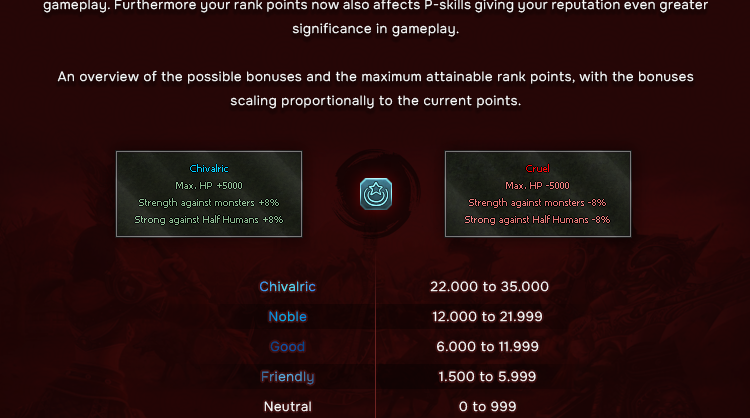 gameplay. Furthermore your rank points now also affects P-skills giving your reputation even greater
significance in gameplay.
An overview of the possible bonuses and the maximum attainable rank points, with the bonuses
scaling proportionally to the current points.
Chivalric
Max. HP +5000
Strength against monsters +8%
Strong against Half Humans +8%
Cruel
Max. HP -5000
Strength against monsters -8%
Strong against Half Humans -8%
Chivalric 22.000 to 35.000
Noble 12.000 to 21.999
Good 6.000 to 11.999
Friendly 1.500 to 5.999
Neutral 0 to 999